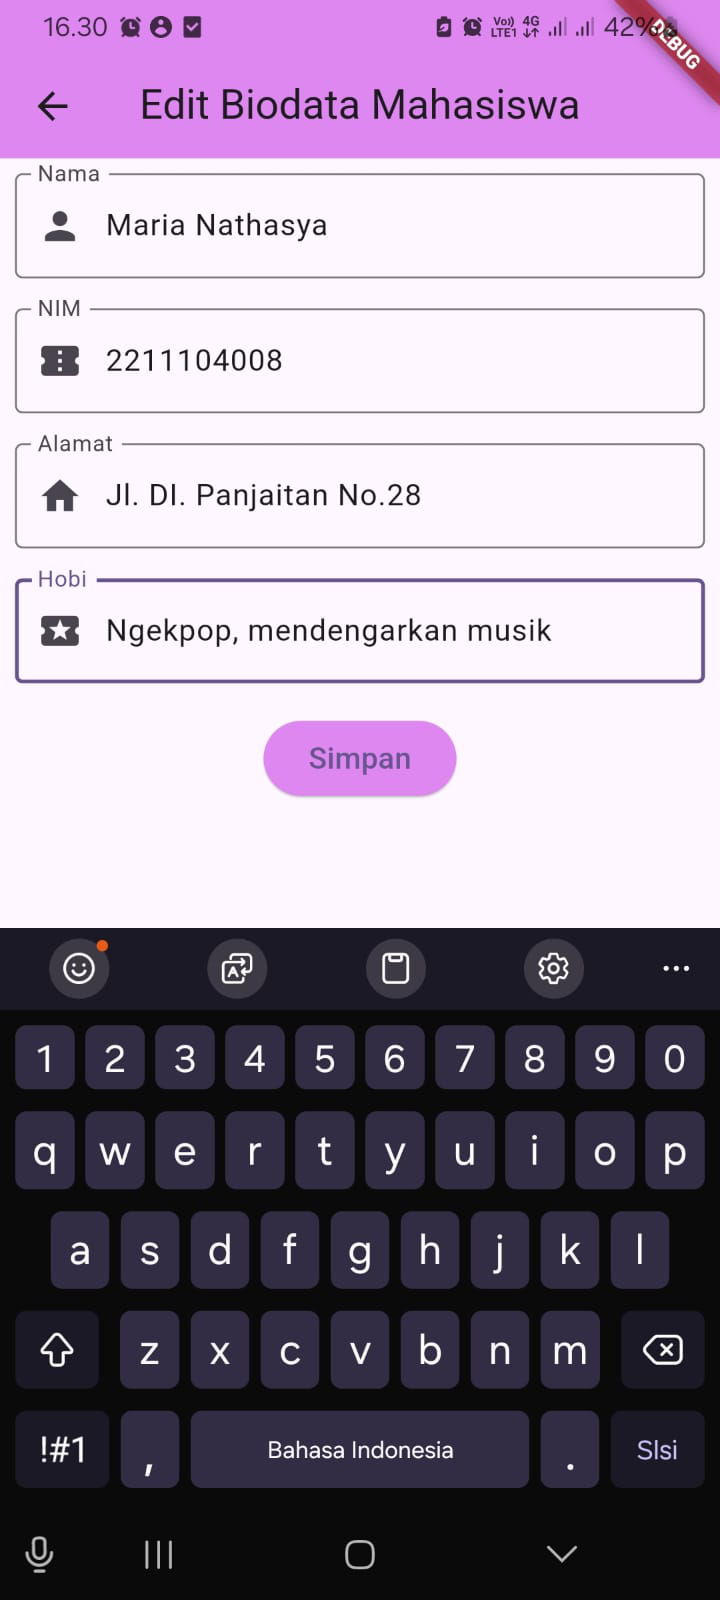 16.30 Vo)) LTE1 4G 42%
DEBUG
Edit Biodata Mahasiswa
Nama
Maria Nathasya
NIM
2211104008
Alamat
Jl. DI. Panjaitan No.28
Hobi
Ngekpop, mendengarkan musik
Simpan
1 2 3 4 5 6 7 8 9 0
q w e r t y u i o p
a s d f g h j k l
z x c v b n m
!#1 , Bahasa Indonesia . Slsi